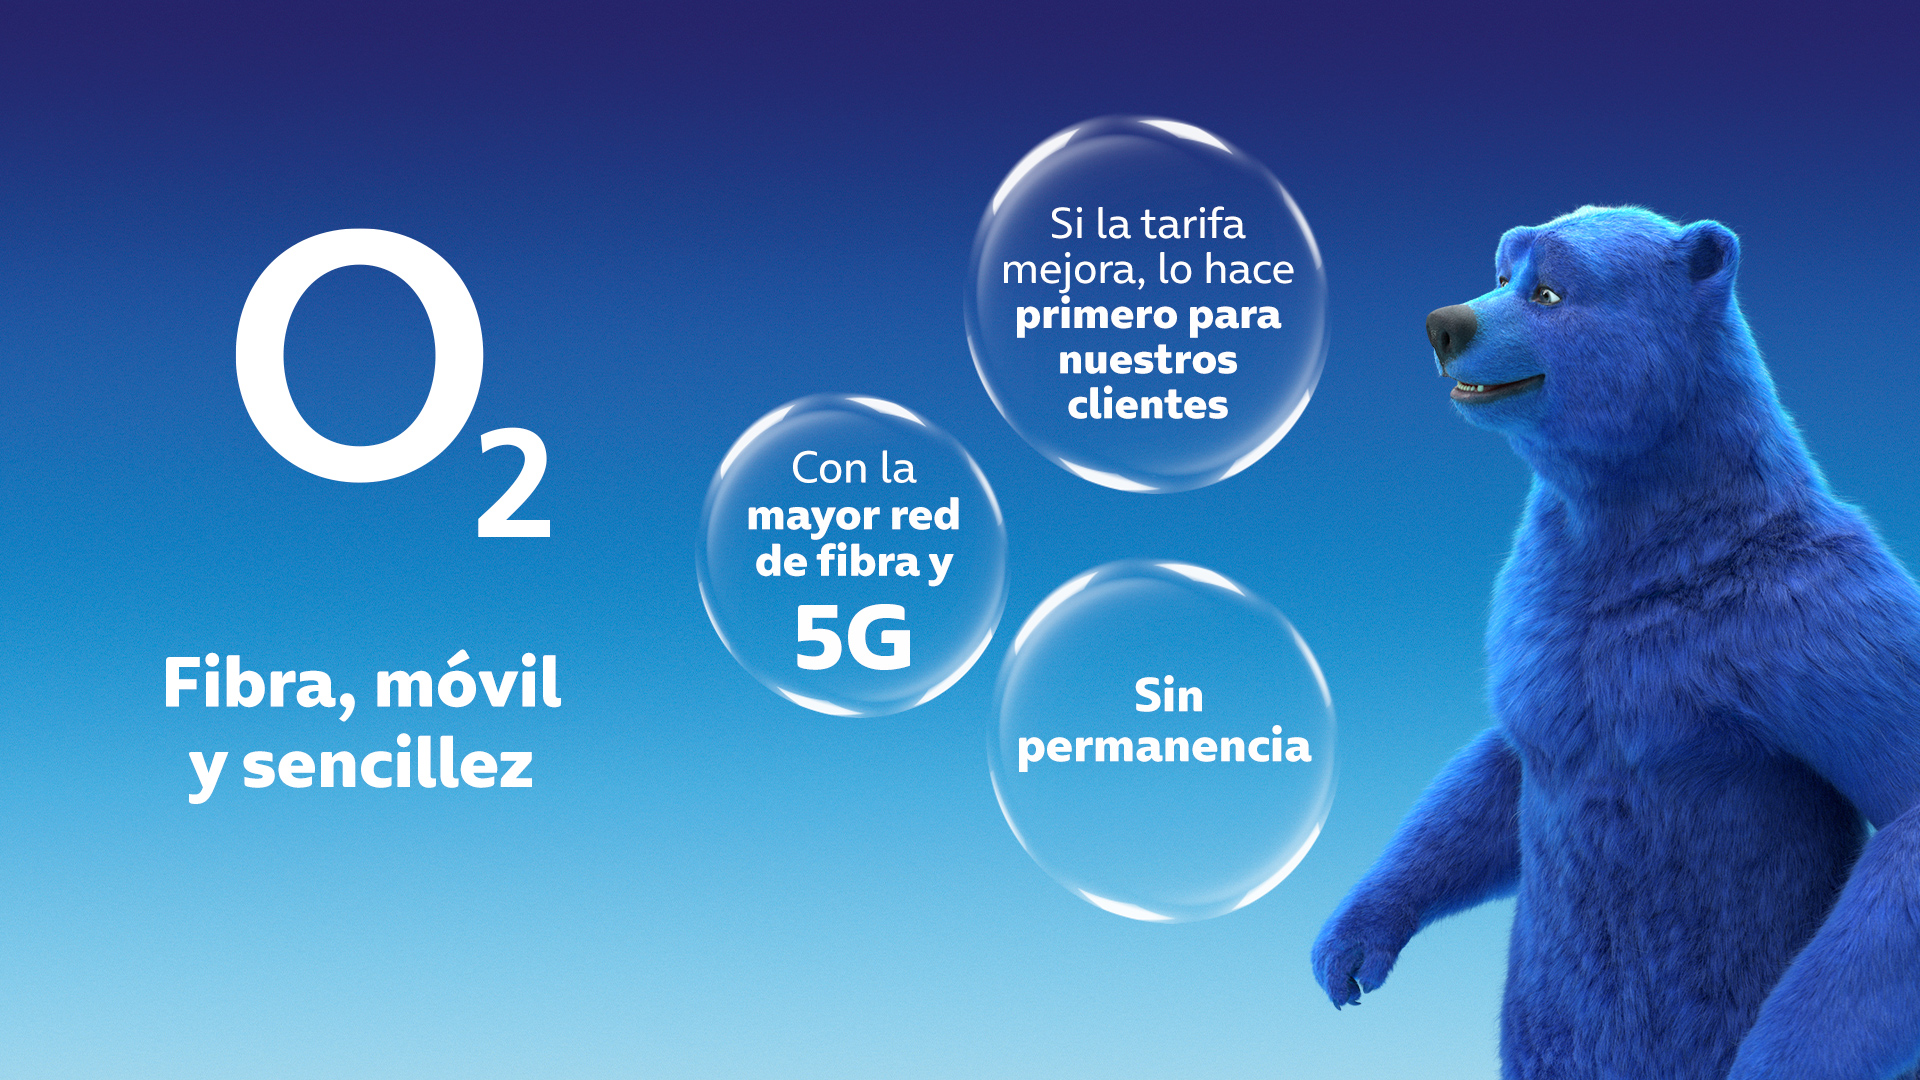 O2
Fibra, móvil
y sencillez
Con la
mayor red
de fibra y
5G
Si la tarifa
mejora, lo hace
primero para
nuestros
clientes
Sin
permanencia